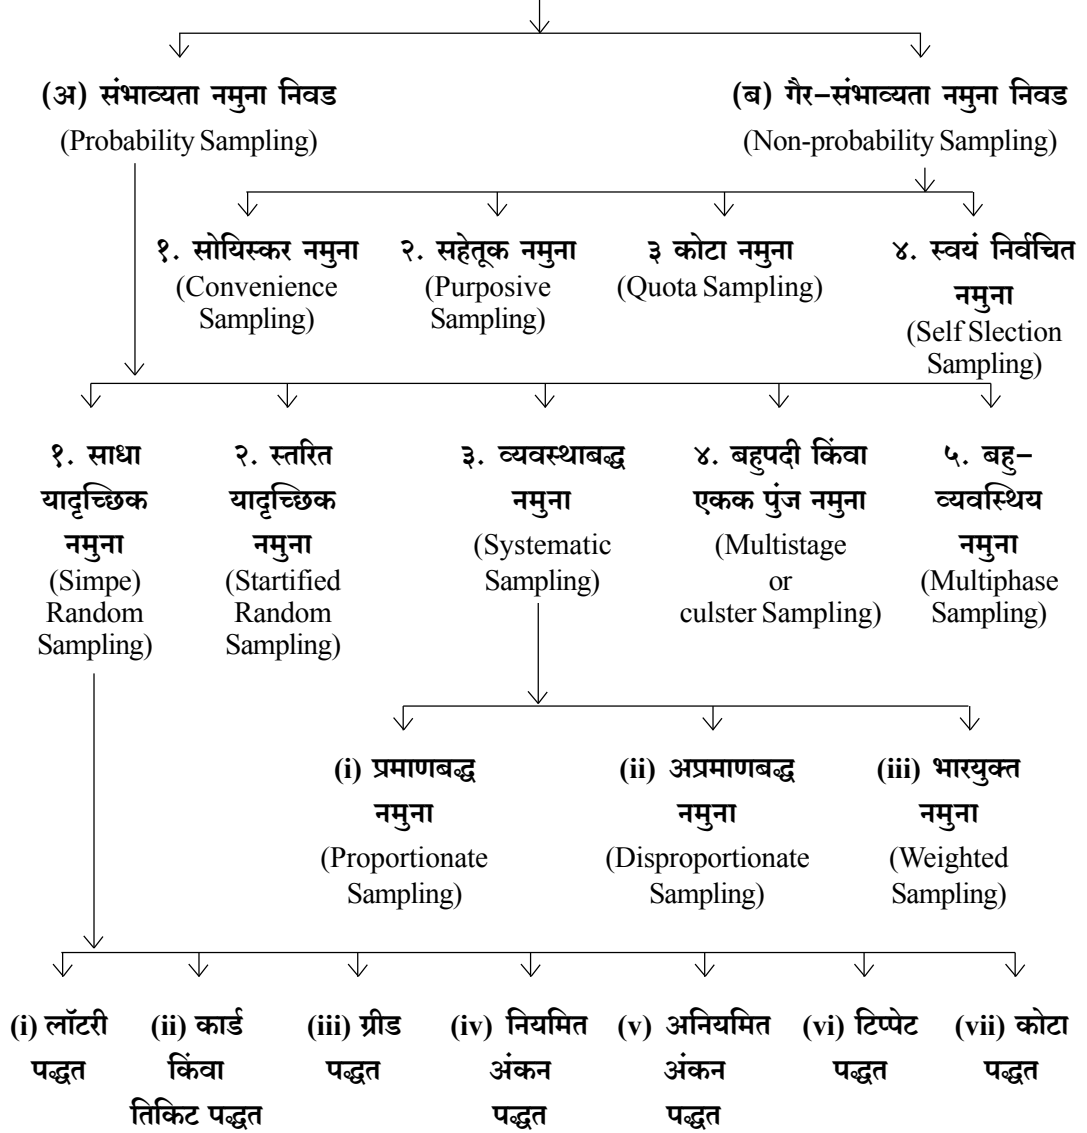 (अ) संभाव्यता नमुना निवड
(Probability Sampling)
(ब) गैर-संभाव्यता नमुना निवड
(Non-probability Sampling)
१. सोयिस्कर नमुना
(Convenience
Sampling)
२. सहेतूक नमुना
(Purposive
Sampling)
३ कोटा नमुना
(Quota Sampling)
४. स्वयं निर्वचित
नमुना
(Self Slection
Sampling)
१. साधा
यादृच्छिक
नमुना
(Simpe)
Random
Sampling)
२. स्तरित
यादृच्छिक
नमुना
(Startified
Random
Sampling)
३. व्यवस्थाबद्ध
नमुना
(Systematic
Sampling)
४. बहुपदी किंवा
एकक पुंज नमुना
(Multistage
or
culster Sampling)
५. बहु-
व्यवस्थिय
नमुना
(Multiphase
Sampling)
(i) प्रमाणबद्ध
नमुना
(Proportionate
Sampling)
(ii) अप्रमाणबद्ध
नमुना
(Disproportionate
Sampling)
(iii) भारयुक्त
नमुना
(Weighted
Sampling)
(i) लॉटरी
पद्धत
(ii) कार्ड
किंवा
तिकिट पद्धत
(iii) ग्रीड
पद्धत
(iv) नियमित
अंकन
पद्धत
(v) अनियमित
अंकन
पद्धत
(vi) टिप्पेट
पद्धत
(vii) कोटा
पद्धत